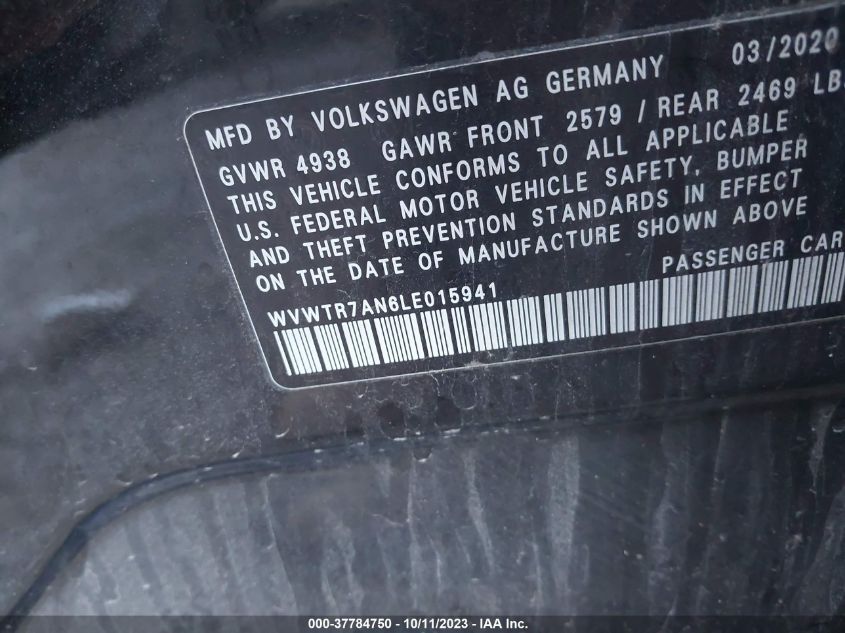 MFD BY VOLKSWAGEN AG GERMANY 03/2020
GVWR 4938 GAWR FRONT 2579 / REAR 2469 LB
THIS VEHICLE CONFORMS TO ALL APPLICABLE
U.S. FEDERAL MOTOR VEHICLE SAFETY, BUMPER
AND THEFT PREVENTION STANDARDS IN EFFECT
ON THE DATE OF MANUFACTURE SHOWN ABOVE
WVWTR7AN6LE015941 PASSENGER CAR
000-37784750 - 10/11/2023 - IAA Inc.